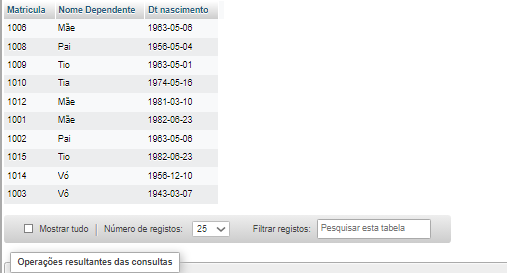 Matricula Nome Dependente Dt nascimento
1006 Mãe 1963-05-06
1008 Pai 1956-05-04
1009 Tio 1963-05-01
1010 Tia 1974-05-16
1012 Mãe 1981-03-10
1001 Mãe 1982-06-23
1002 Pai 1963-05-06
1015 Tio 1982-06-23
1014 Vó 1956-12-10
1003 Vô 1943-03-07
Mostrar tudo | Número de registos: 25 Filtrar registos: Pesquisar esta tabela
Operações resultantes das consultas